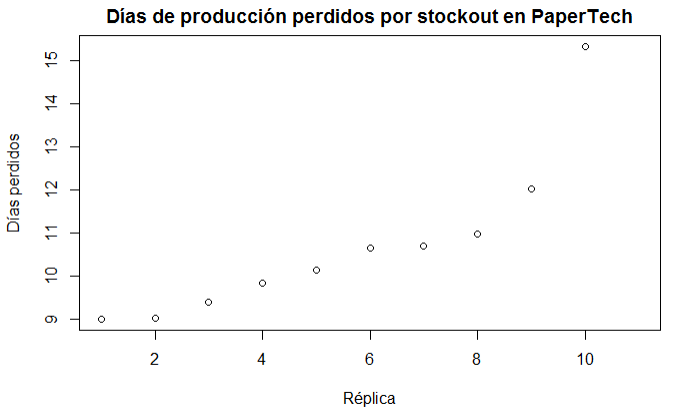 Días de producción perdidos por stockout en PaperTech
Días perdidos
15
14
13
12
11
10
9
2 4 6 8 10
Réplica